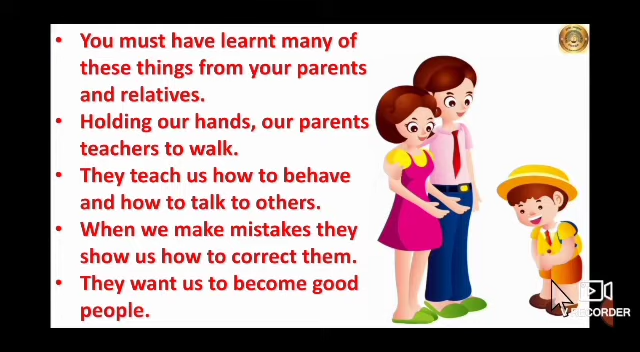 • You must have learnt many of
these things from your parents
and relatives.
• Holding our hands, our parents
teachers to walk.
• They teach us how to behave
and how to talk to others.
• When we make mistakes they
show us how to correct them.
• They want us to become good
people.
RECORDER